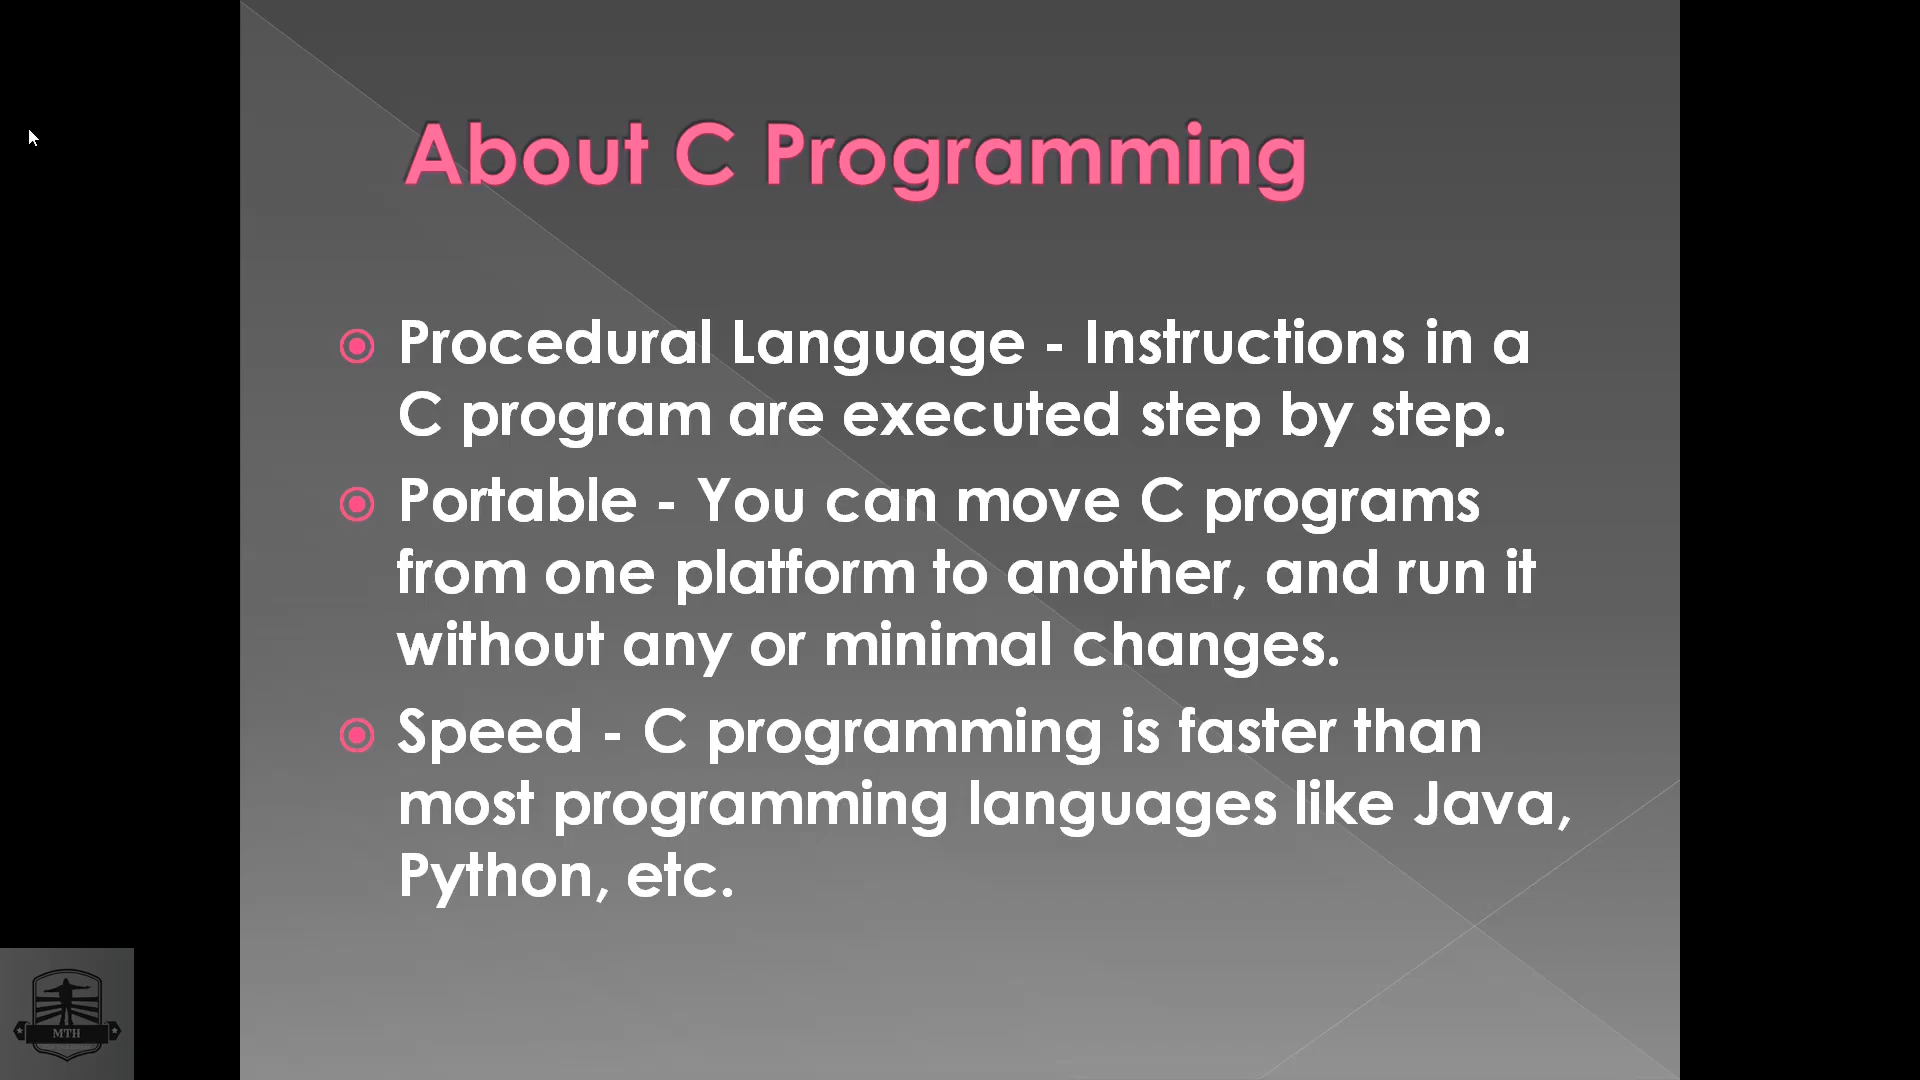 About C Programming
Procedural Language - Instructions in a
C program are executed step by step.
Portable - You can move C programs
from one platform to another, and run it
without any or minimal changes.
Speed - C programming is faster than
most programming languages like Java,
Python, etc.
MTH